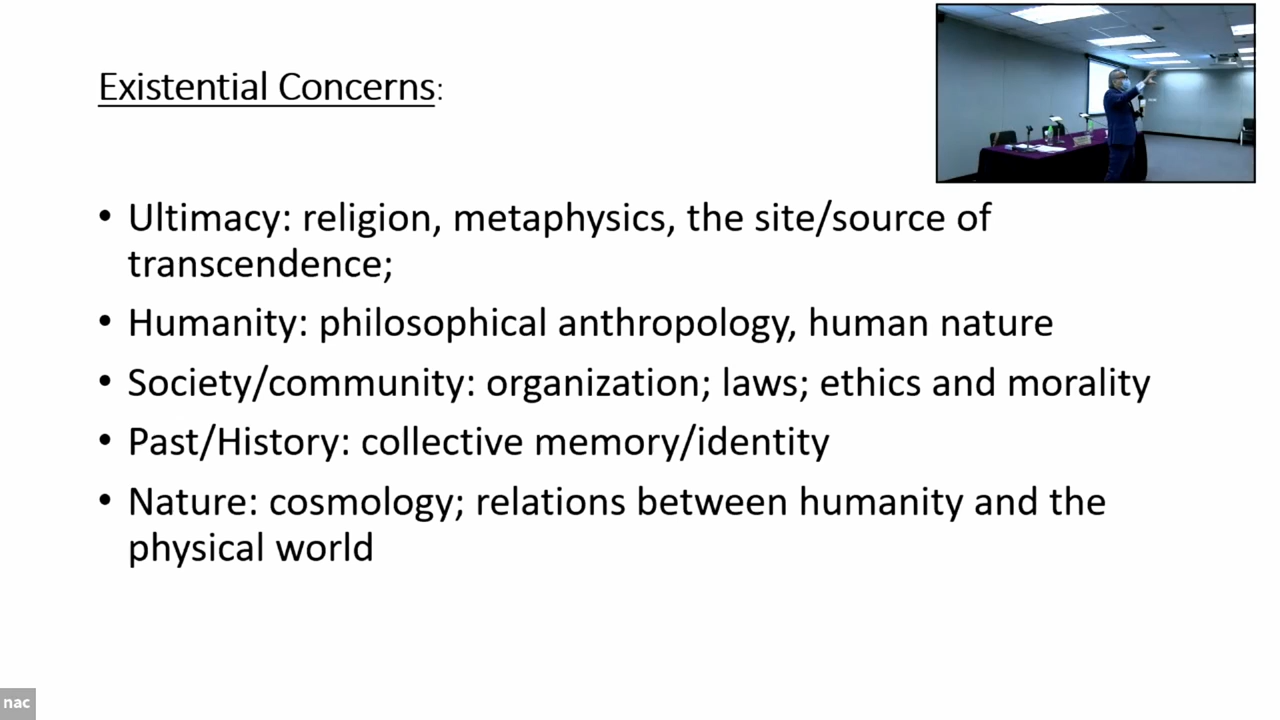 Existential Concerns:
• Ultimacy: religion, metaphysics, the site/source of
transcendence;
• Humanity: philosophical anthropology, human nature
• Society/community: organization; laws; ethics and morality
• Past/History: collective memory/identity
• Nature: cosmology; relations between humanity and the
physical world
nac